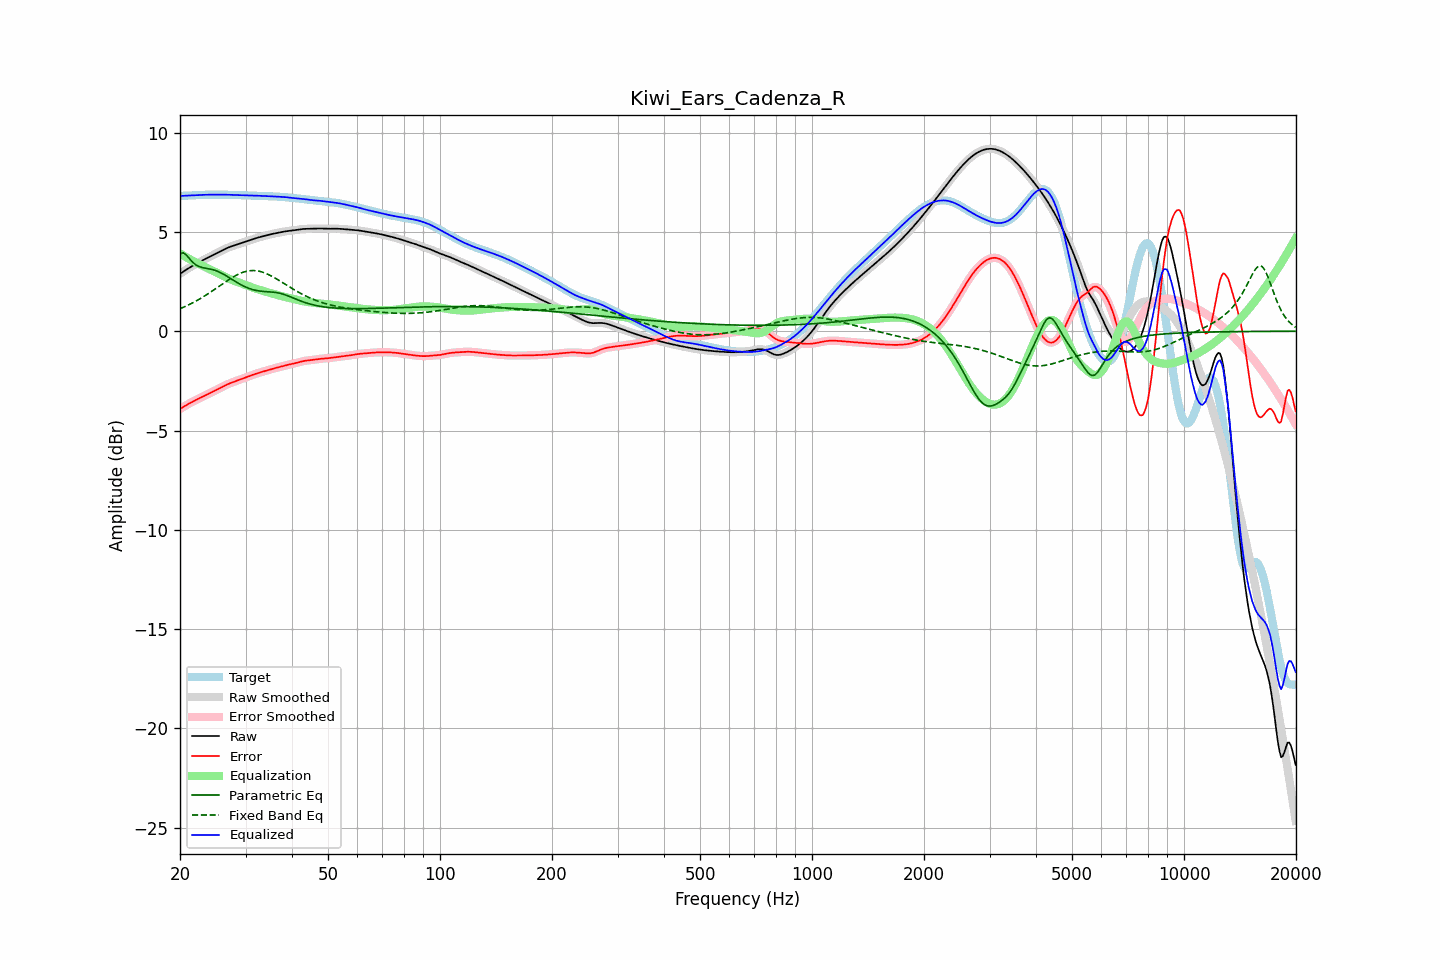 Kiwi_Ears_Cadenza_R
10
5
0
−5
−10
−15
−20
−25
Amplitude (dBr)
Target
Raw Smoothed
Error Smoothed
Raw
Error
Equalization
Parametric Eq
Fixed Band Eq
Equalized
20 50 100 200 500 1000 2000 5000 10000 20000
Frequency (Hz)